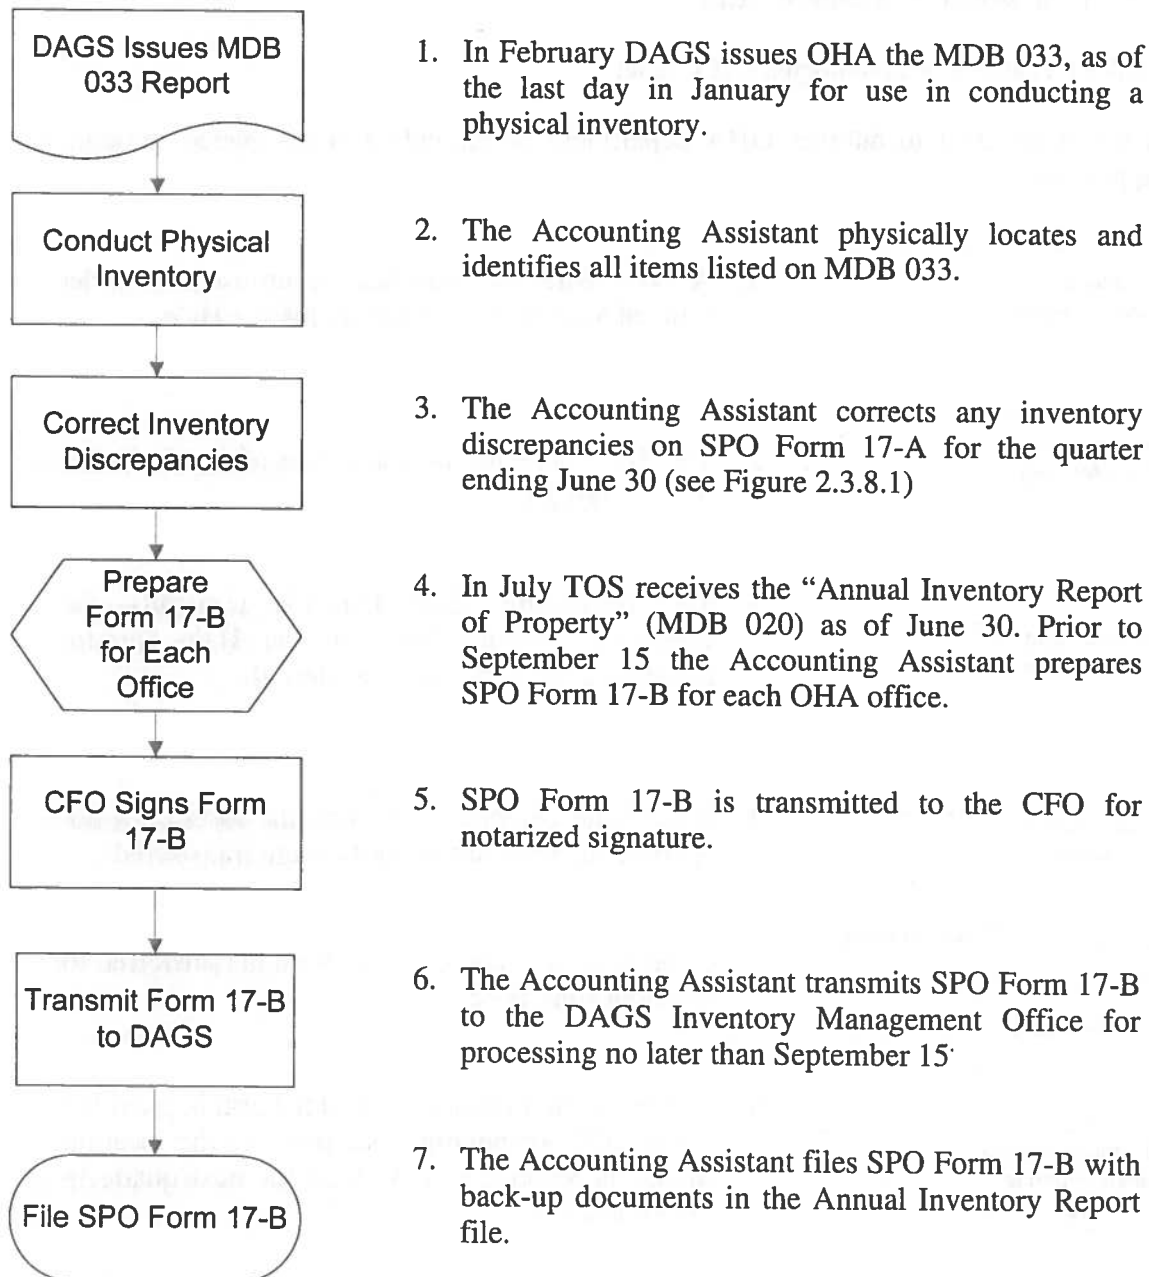 DAGS Issues MDB
033 Report
1. In February DAGS issues OHA the MDB 033, as of
the last day in January for use in conducting a
physical inventory.
Conduct Physical
Inventory
2. The Accounting Assistant physically locates and
identifies all items listed on MDB 033.
Correct Inventory
Discrepancies
3. The Accounting Assistant corrects any inventory
discrepancies on SPO Form 17-A for the quarter
ending June 30 (see Figure 2.3.8.1)
Prepare
Form 17-B
for Each
Office
4. In July TOS receives the “Annual Inventory Report
of Property” (MDB 020) as of June 30. Prior to
September 15 the Accounting Assistant prepares
SPO Form 17-B for each OHA office.
CFO Signs Form
17-B
5. SPO Form 17-B is transmitted to the CFO for
notarized signature.
Transmit Form 17-B
to DAGS
6. The Accounting Assistant transmits SPO Form 17-B
to the DAGS Inventory Management Office for
processing no later than September 15
File SPO Form 17-B
7. The Accounting Assistant files SPO Form 17-B with
back-up documents in the Annual Inventory Report
file.